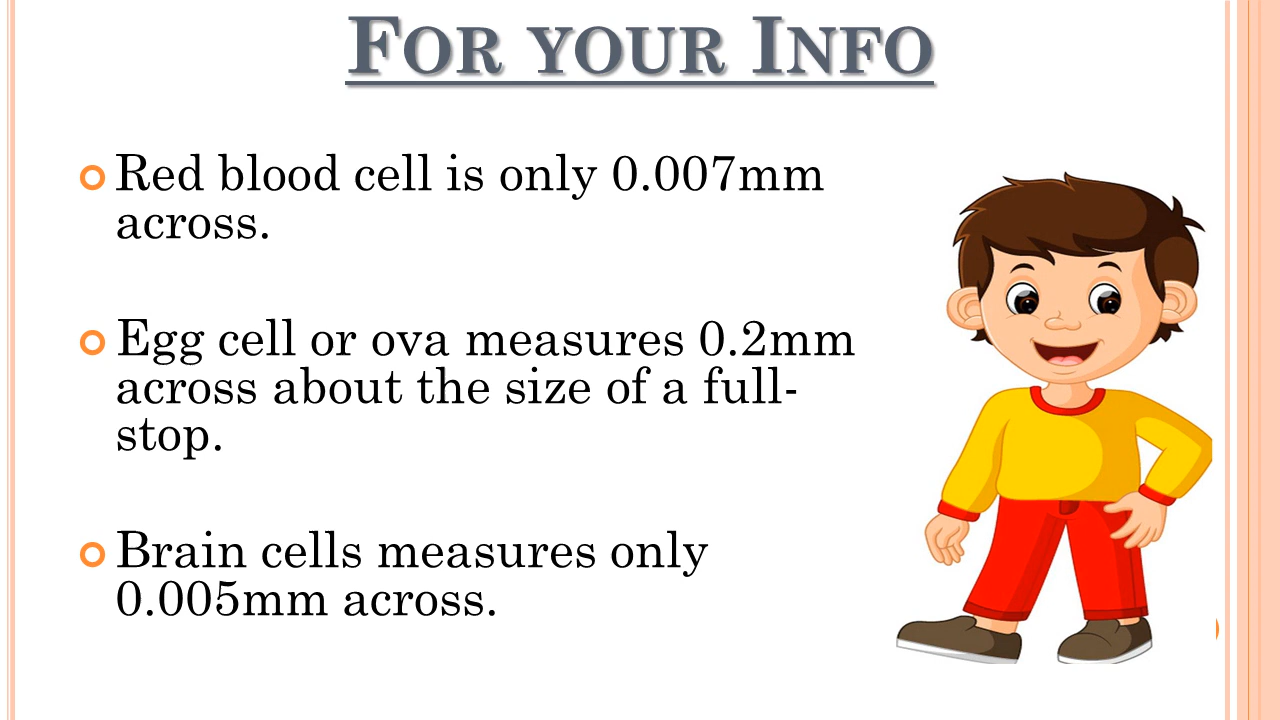 For your Info
Red blood cell is only 0.007mm
across.
Egg cell or ova measures 0.2mm
across about the size of a full-
stop.
Brain cells measures only
0.005mm across.